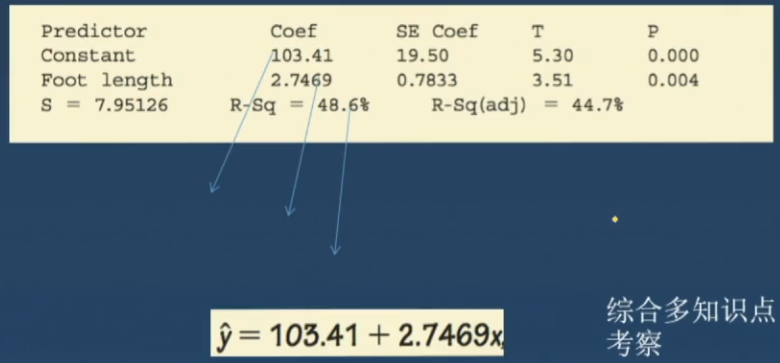 Predictor Coef SE Coef T P
Constant 103.41 19.50 5.30 0.000
Foot length 2.7469 0.7833 3.51 0.004
S = 7.95126 R-Sq = 48.6% R-Sq(adj) = 44.7%
ŷ = 103.41 + 2.7469x
综合多知识点
考察